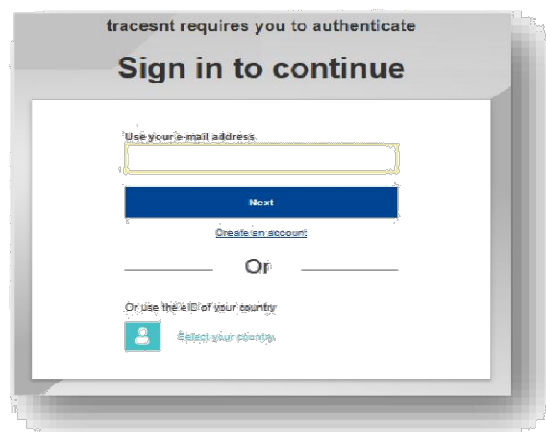 tracesnt requires you to authenticate
Sign in to continue
Use your e-mail address
Next
Create an account
Or
Or use the eID of your country
Select your country